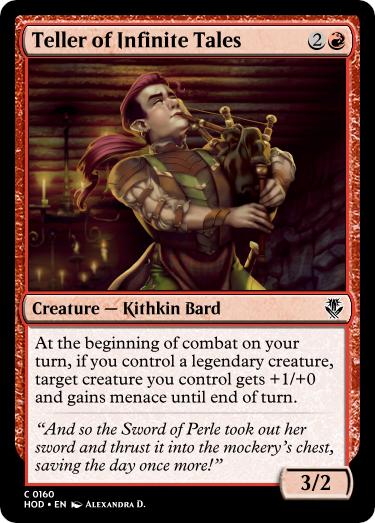 Teller of Infinite Tales 2
Creature — Kithkin Bard
At the beginning of combat on your
turn, if you control a legendary creature,
target creature you control gets +1/+0
and gains menace until end of turn.
“And so the Sword of Perle took out her
sword and thrust it into the mockery’s chest,
saving the day once more!”
3/2
C 0160
HOD • EN Alexandra D.